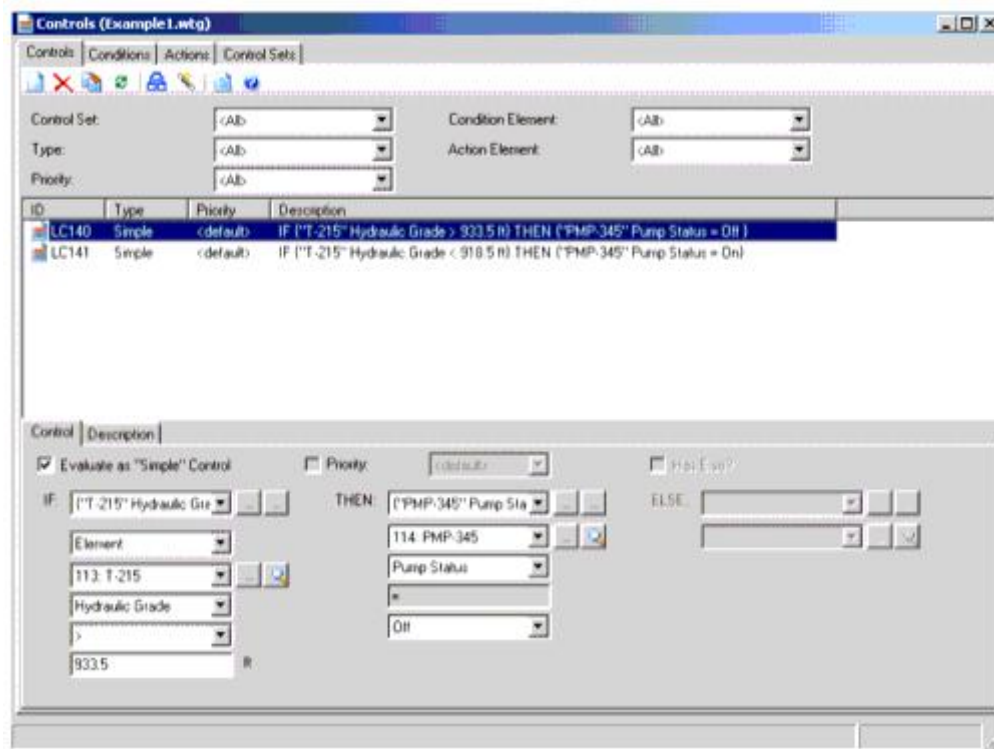 Controls (Example1.wtg)
Controls Conditions Actions Control Sets
Control Set: <All> Condition Element: <All>
Type: <All> Action Element: <All>
Priority: <All>
ID Type Priority Description
LC140 Simple <default> IF ("T-215" Hydraulic Grade > 933.5 ft) THEN ("PMP-345" Pump Status = Off )
LC141 Simple <default> IF ("T-215" Hydraulic Grade < 918.5 ft) THEN ("PMP-345" Pump Status = On)
Control Description
Evaluate as "Simple" Control Priority: <default> Has Else?
IF: ("T-215" Hydraulic Gra THEN: ("PMP-345" Pump Sta ELSE:
Element 114: PMP-345
113: T-215 Pump Status
Hydraulic Grade =
> Off
933.5 ft